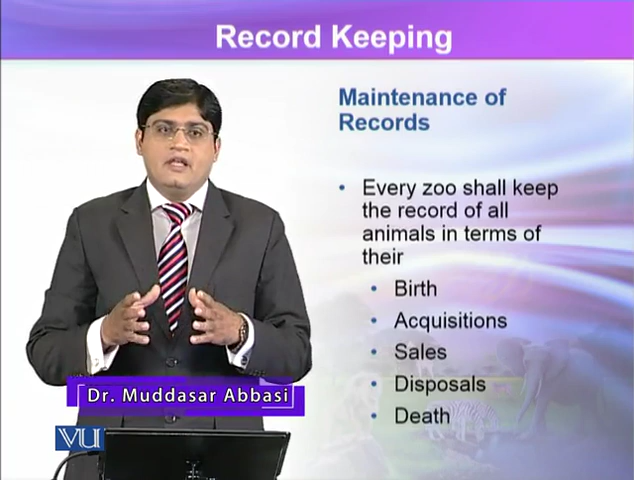 Record Keeping
Maintenance of
Records
• Every zoo shall keep
the record of all
animals in terms of
their
• Birth
• Acquisitions
• Sales
• Disposals
• Death
Dr. Muddasar Abbasi
VU